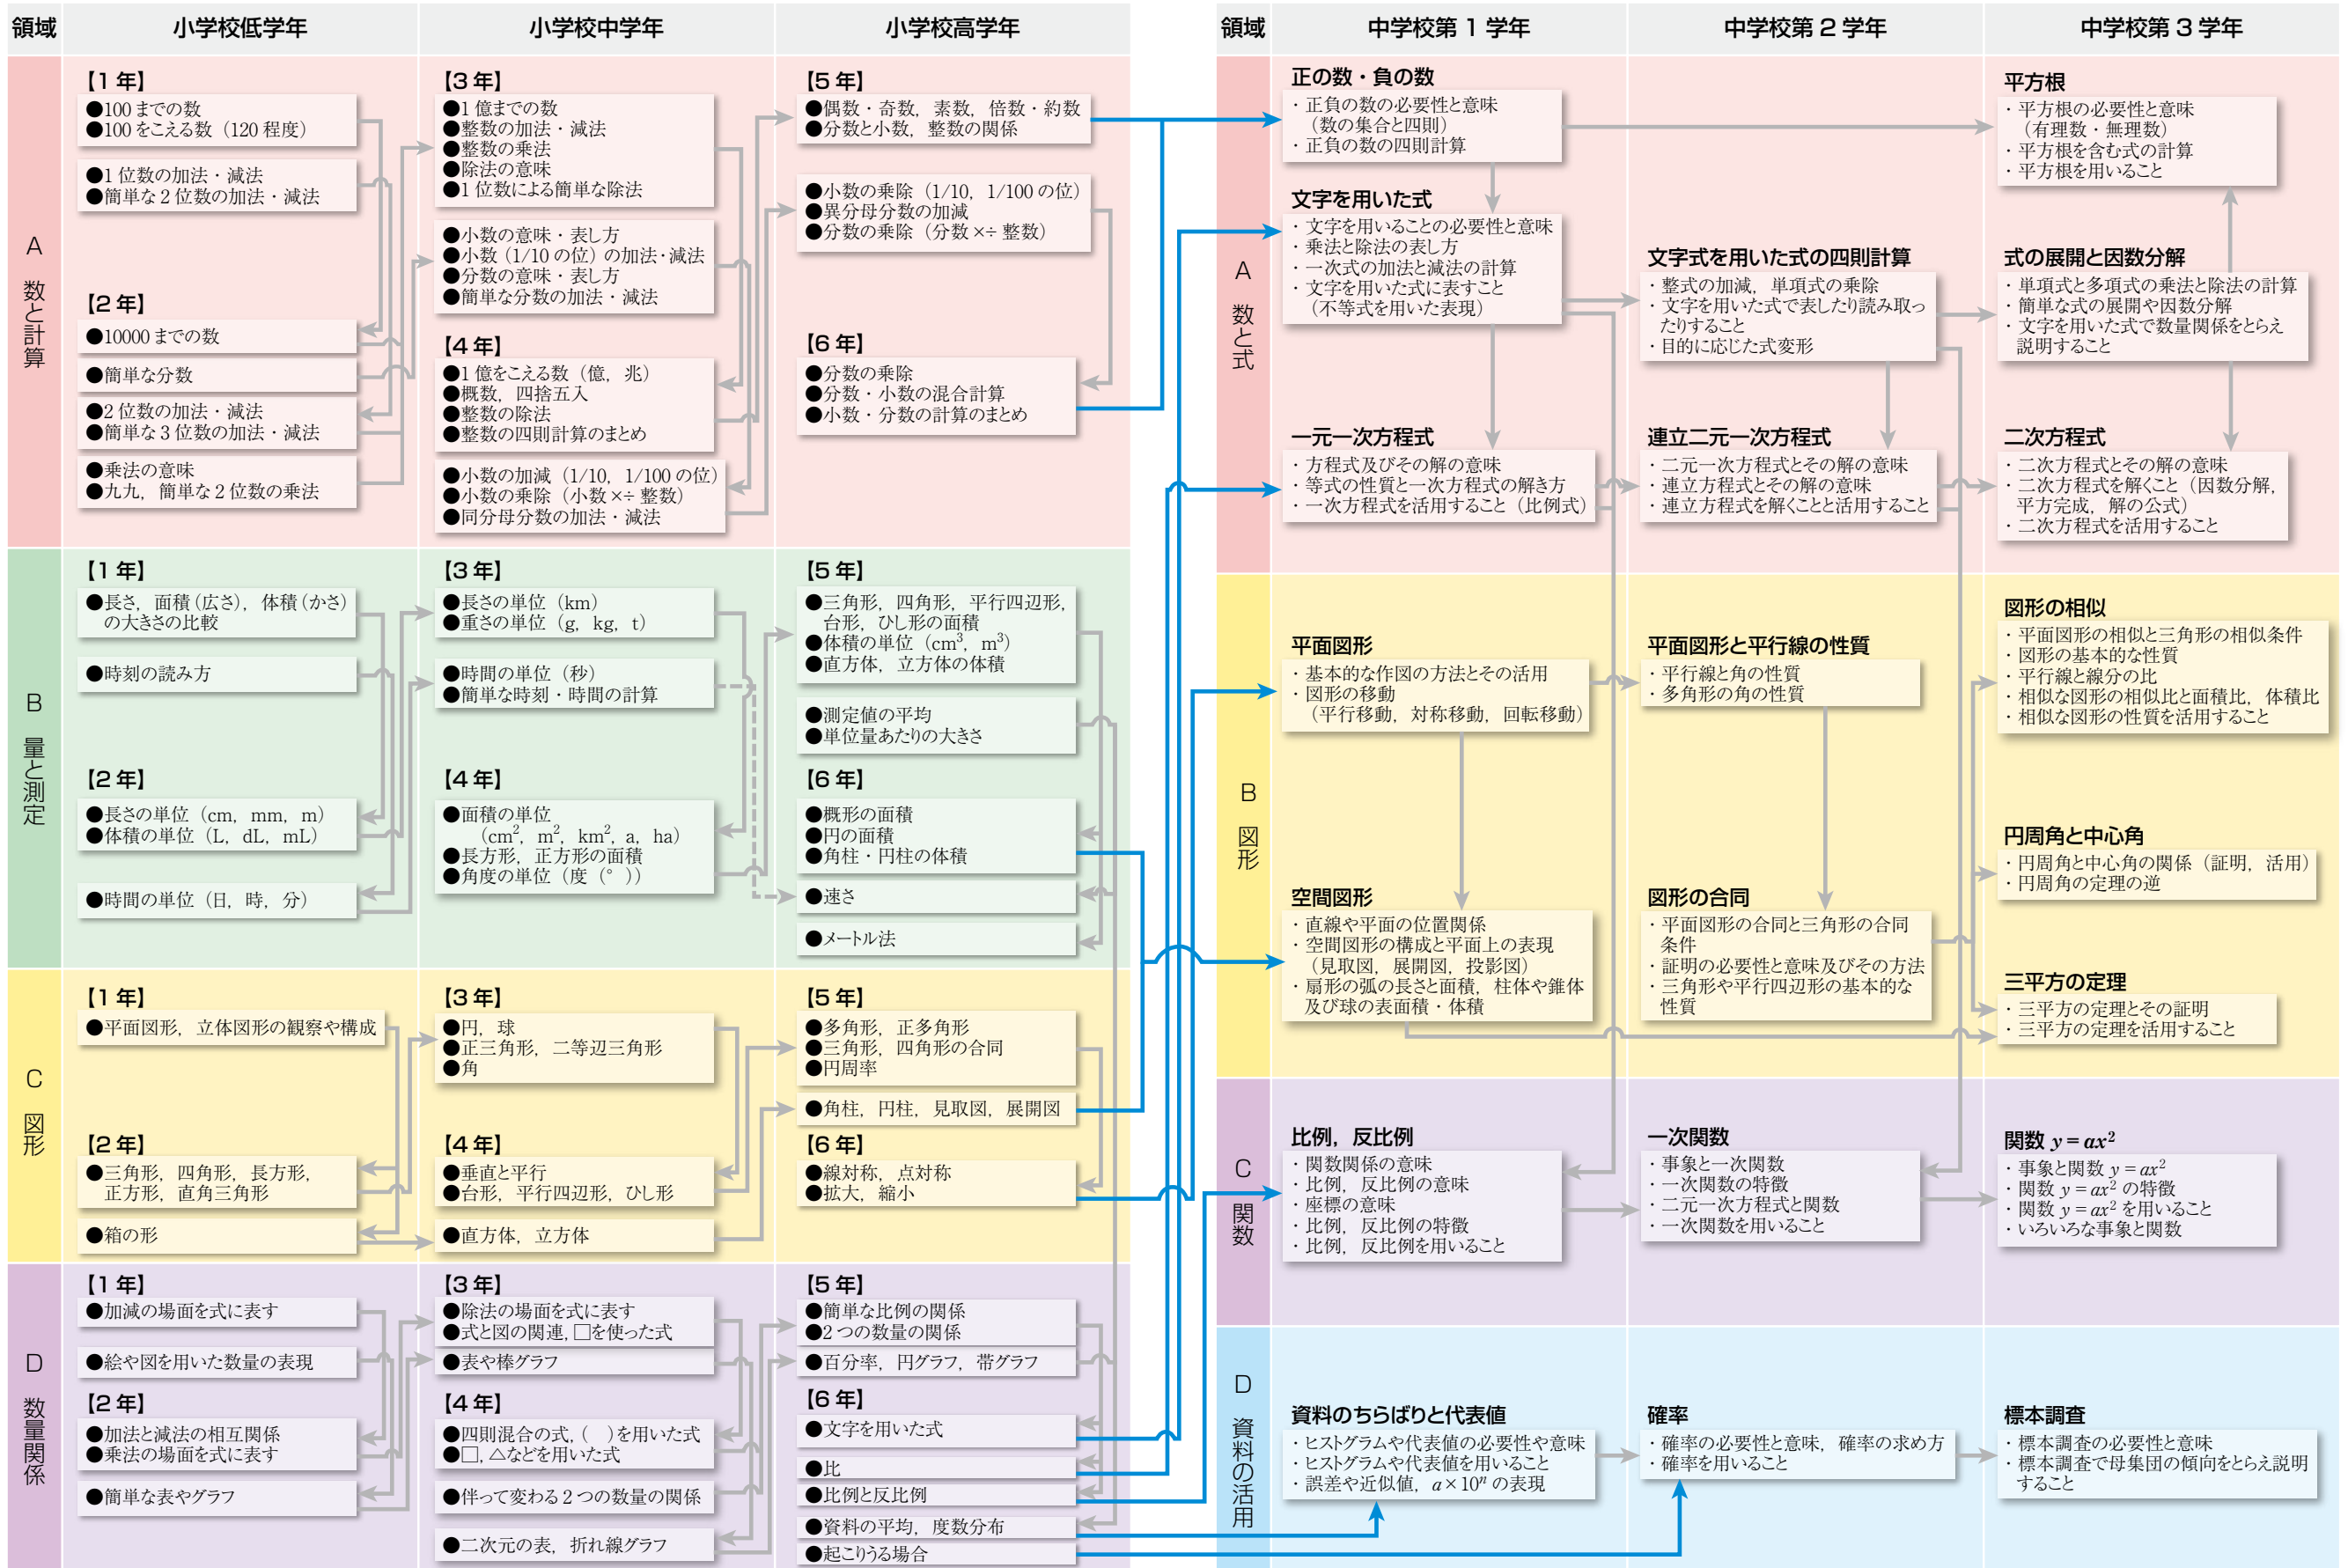 領域
小学校低学年
小学校中学年
小学校高学年
A 数と計算
【1 年】
●100 までの数
●100 をこえる数（120 程度）
●1 位数の加法・減法
●簡単な 2 位数の加法・減法
【2 年】
●10000 までの数
●簡単な分数
●2 位数の加法・減法
●簡単な 3 位数の加法・減法
●乗法の意味
●九九，簡単な 2 位数の乗法
【3 年】
●1 億までの数
●整数の加法・減法
●整数の乗法
●除法の意味
●1 位数による簡単な除法
●小数の意味・表し方
●小数（1/10 の位）の加法・減法
●分数の意味・表し方
●簡単な分数の加法・減法
【4 年】
●1 億をこえる数（億，兆）
●概数，四捨五入
●整数の除法
●整数の四則計算のまとめ
●小数の加減（1/10，1/100 の位）
●小数の乗除（小数 ×÷ 整数）
●同分母分数の加法・減法
【5 年】
●偶数・奇数，素数，倍数・約数
●分数と小数，整数の関係
●小数の乗除（1/10，1/100 の位）
●異分母分数の加減
●分数の乗除（分数 ×÷ 整数）
【6 年】
●分数の乗除
●分数・小数の混合計算
●小数・分数の計算のまとめ
B 量と測定
【1 年】
●長さ，面積（広さ），体積（かさ）
の大きさの比較
●時刻の読み方
【2 年】
●長さの単位（cm，mm，m）
●体積の単位（L，dL，mL）
●時間の単位（日，時，分）
【3 年】
●長さの単位（km）
●重さの単位（g，kg，t）
●時間の単位（秒）
●簡単な時刻・時間の計算
【4 年】
●面積の単位
（cm²，m²，km²，a，ha）
●長方形，正方形の面積
●角度の単位（度（°））
【5 年】
●三角形，四角形，平行四辺形，
台形，ひし形の面積
●体積の単位（cm³，m³）
●直方体，立方体の体積
●測定値の平均
●単位量あたりの大きさ
【6 年】
●概形の面積
●円の面積
●角柱・円柱の体積
●速さ
●メートル法
C 図形
【1 年】
●平面図形，立体図形の観察や構成
【2 年】
●三角形，四角形，長方形，
正方形，直角三角形
●箱の形
【3 年】
●円，球
●正三角形，二等辺三角形
●角
【4 年】
●垂直と平行
●台形，平行四辺形，ひし形
●直方体，立方体
【5 年】
●多角形，正多角形
●三角形，四角形の合同
●円周率
●角柱，円柱，見取図，展開図
【6 年】
●線対称，点対称
●拡大，縮小
D 数量関係
【1 年】
●加減の場面を式に表す
●絵や図を用いた数量の表現
【2 年】
●加法と減法の相互関係
●乗法の場面を式に表す
●簡単な表やグラフ
【3 年】
●除法の場面を式に表す
●式と図の関連，□を使った式
●表や棒グラフ
【4 年】
●四則混合の式，（ ）を用いた式
●□，△などを用いた式
●伴って変わる 2 つの数量の関係
●二次元の表，折れ線グラフ
【5 年】
●簡単な比例の関係
●2 つの数量の関係
●百分率，円グラフ，帯グラフ
【6 年】
●文字を用いた式
●比
●比例と反比例
●資料の平均，度数分布
●起こりうる場合
領域
中学校第 1 学年
中学校第 2 学年
中学校第 3 学年
A 数と式
正の数・負の数
・正負の数の必要性と意味
（数の集合と四則）
・正負の数の四則計算
文字を用いた式
・文字を用いることの必要性と意味
・乗法と除法の表し方
・一次式の加法と減法の計算
・文字を用いた式に表すこと
（不等式を用いた表現）
一元一次方程式
・方程式及びその解の意味
・等式の性質と一次方程式の解き方
・一次方程式を活用すること（比例式）
文字式を用いた式の四則計算
・整式の加減，単項式の乗除
・文字を用いた式で表したり読み取っ
たりすること
・目的に応じた式変形
連立二元一次方程式
・二元一次方程式とその解の意味
・連立方程式とその解の意味
・連立方程式を解くことと活用すること
平方根
・平方根の必要性と意味
（有理数・無理数）
・平方根を含む式の計算
・平方根を用いること
式の展開と因数分解
・単項式と多項式の乗法と除法の計算
・簡単な式の展開や因数分解
・文字を用いた式で数量関係をとらえ
説明すること
二次方程式
・二次方程式とその解の意味
・二次方程式を解くこと（因数分解，
平方完成，解の公式）
・二次方程式を活用すること
B 図形
平面図形
・基本的な作図の方法とその活用
・図形の移動
（平行移動，対称移動，回転移動）
空間図形
・直線や平面の位置関係
・空間図形の構成と平面上の表現
（見取図，展開図，投影図）
・扇形の弧の長さと面積，柱体や錐体
及び球の表面積・体積
平面図形と平行線の性質
・平行線と角の性質
・多角形の角の性質
図形の合同
・平面図形の合同と三角形の合同
条件
・証明の必要性と意味及びその方法
・三角形や平行四辺形の基本的な
性質
図形の相似
・平面図形の相似と三角形の相似条件
・図形の基本的な性質
・平行線と線分の比
・相似な図形の相似比と面積比，体積比
・相似な図形の性質を活用すること
円周角と中心角
・円周角と中心角の関係（証明，活用）
・円周角の定理の逆
三平方の定理
・三平方の定理とその証明
・三平方の定理を活用すること
C 関数
比例，反比例
・関数関係の意味
・比例，反比例の意味
・座標の意味
・比例，反比例の特徴
・比例，反比例を用いること
一次関数
・事象と一次関数
・一次関数の特徴
・二元一次方程式と関数
・一次関数を用いること
関数 y = ax²
・事象と関数 y = ax²
・関数 y = ax² の特徴
・関数 y = ax² を用いること
・いろいろな事象と関数
D 資料の活用
資料のちらばりと代表値
・ヒストグラムや代表値の必要性や意味
・ヒストグラムや代表値を用いること
・誤差や近似値，a × 10ⁿ の表現
確率
・確率の必要性と意味，確率の求め方
・確率を用いること
標本調査
・標本調査の必要性と意味
・標本調査で母集団の傾向をとらえ説明
すること